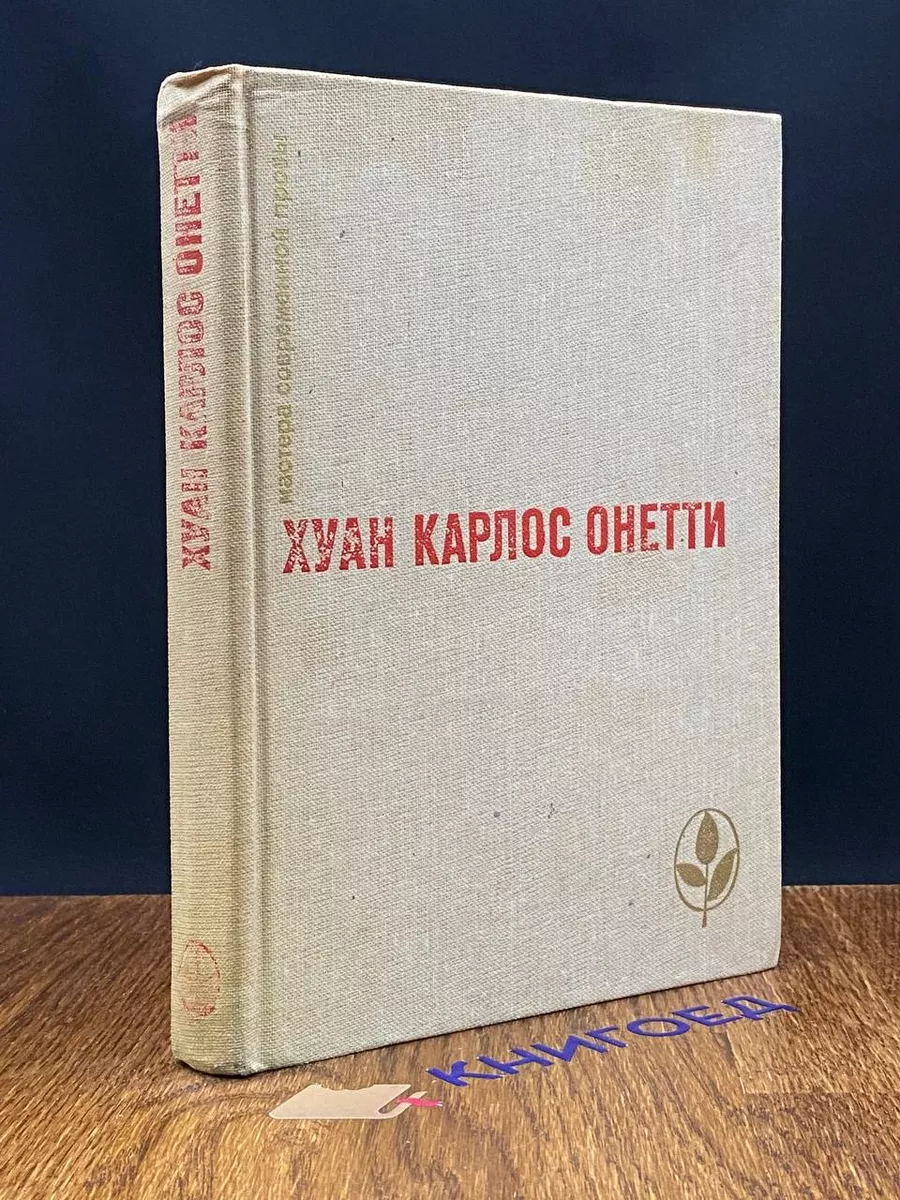 ХУАН КАРЛОС ОНЕТТИ
мастера современной прозы
ХУАН КАРЛОС ОНЕТТИ
КНИГОЕД